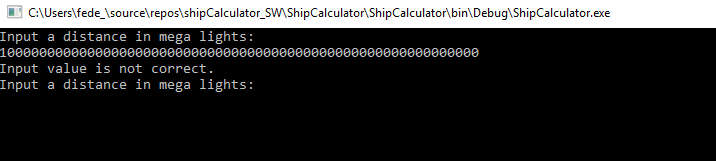 C:\Users\fede_\source\repos\shipCalculator_SW\ShipCalculator\ShipCalculator\bin\Debug\ShipCalculator.exe
Input a distance in mega lights:
100000000000000000000000000000000000000000000000000000000000
Input value is not correct.
Input a distance in mega lights: